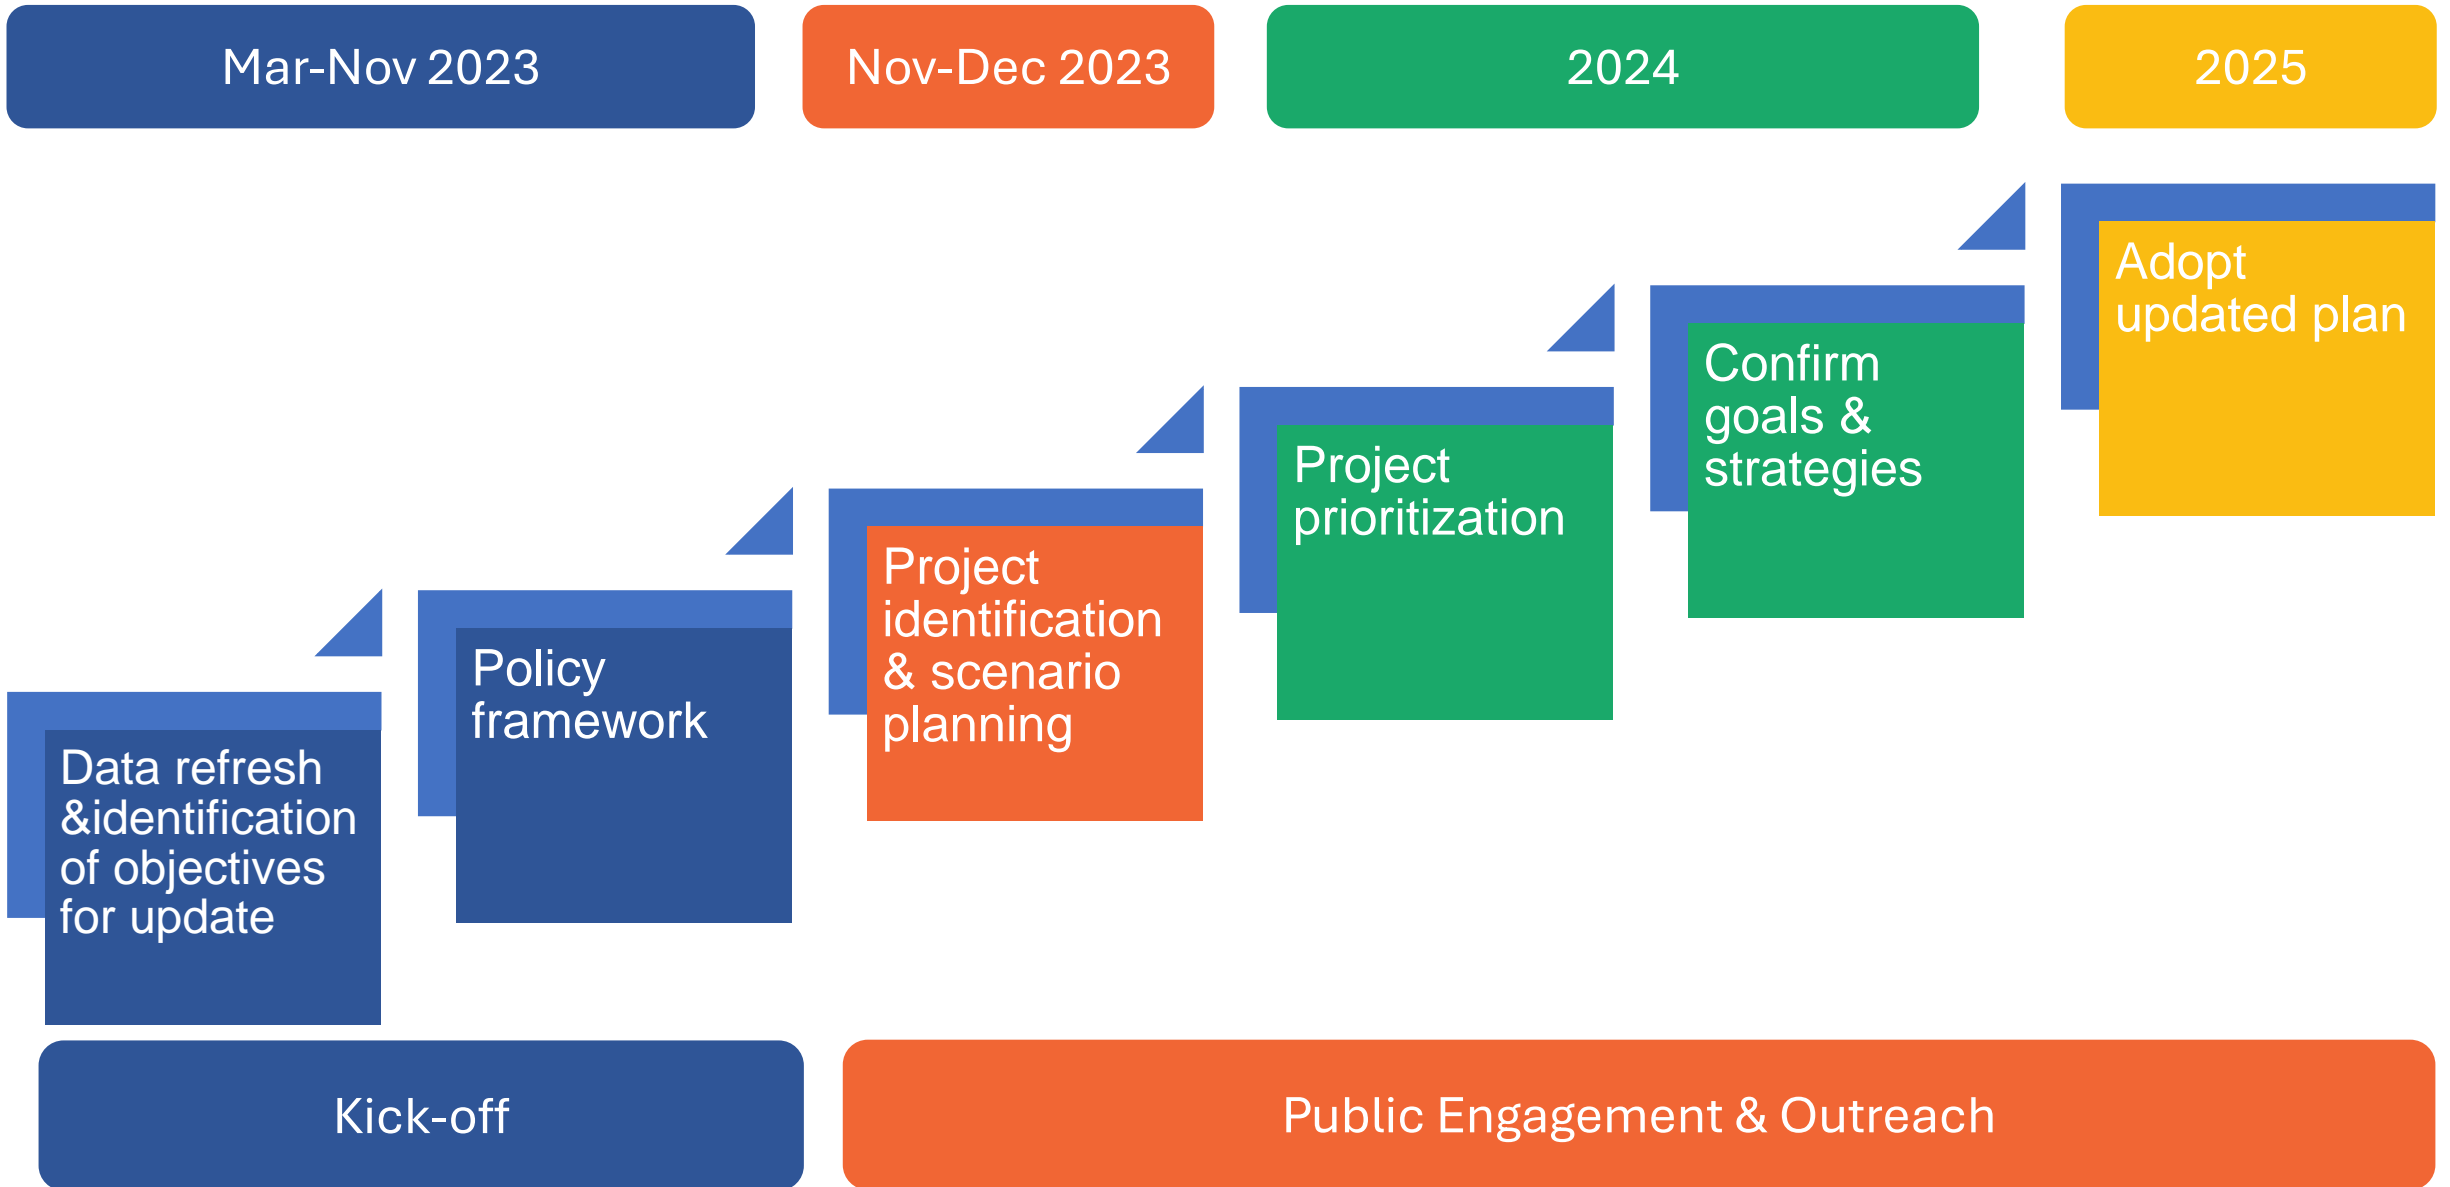 Mar-Nov 2023
Nov-Dec 2023
2024
2025
Data refresh
&identification
of objectives
for update
Policy
framework
Project
identification
& scenario
planning
Project
prioritization
Confirm
goals &
strategies
Adopt
updated plan
Kick-off
Public Engagement & Outreach